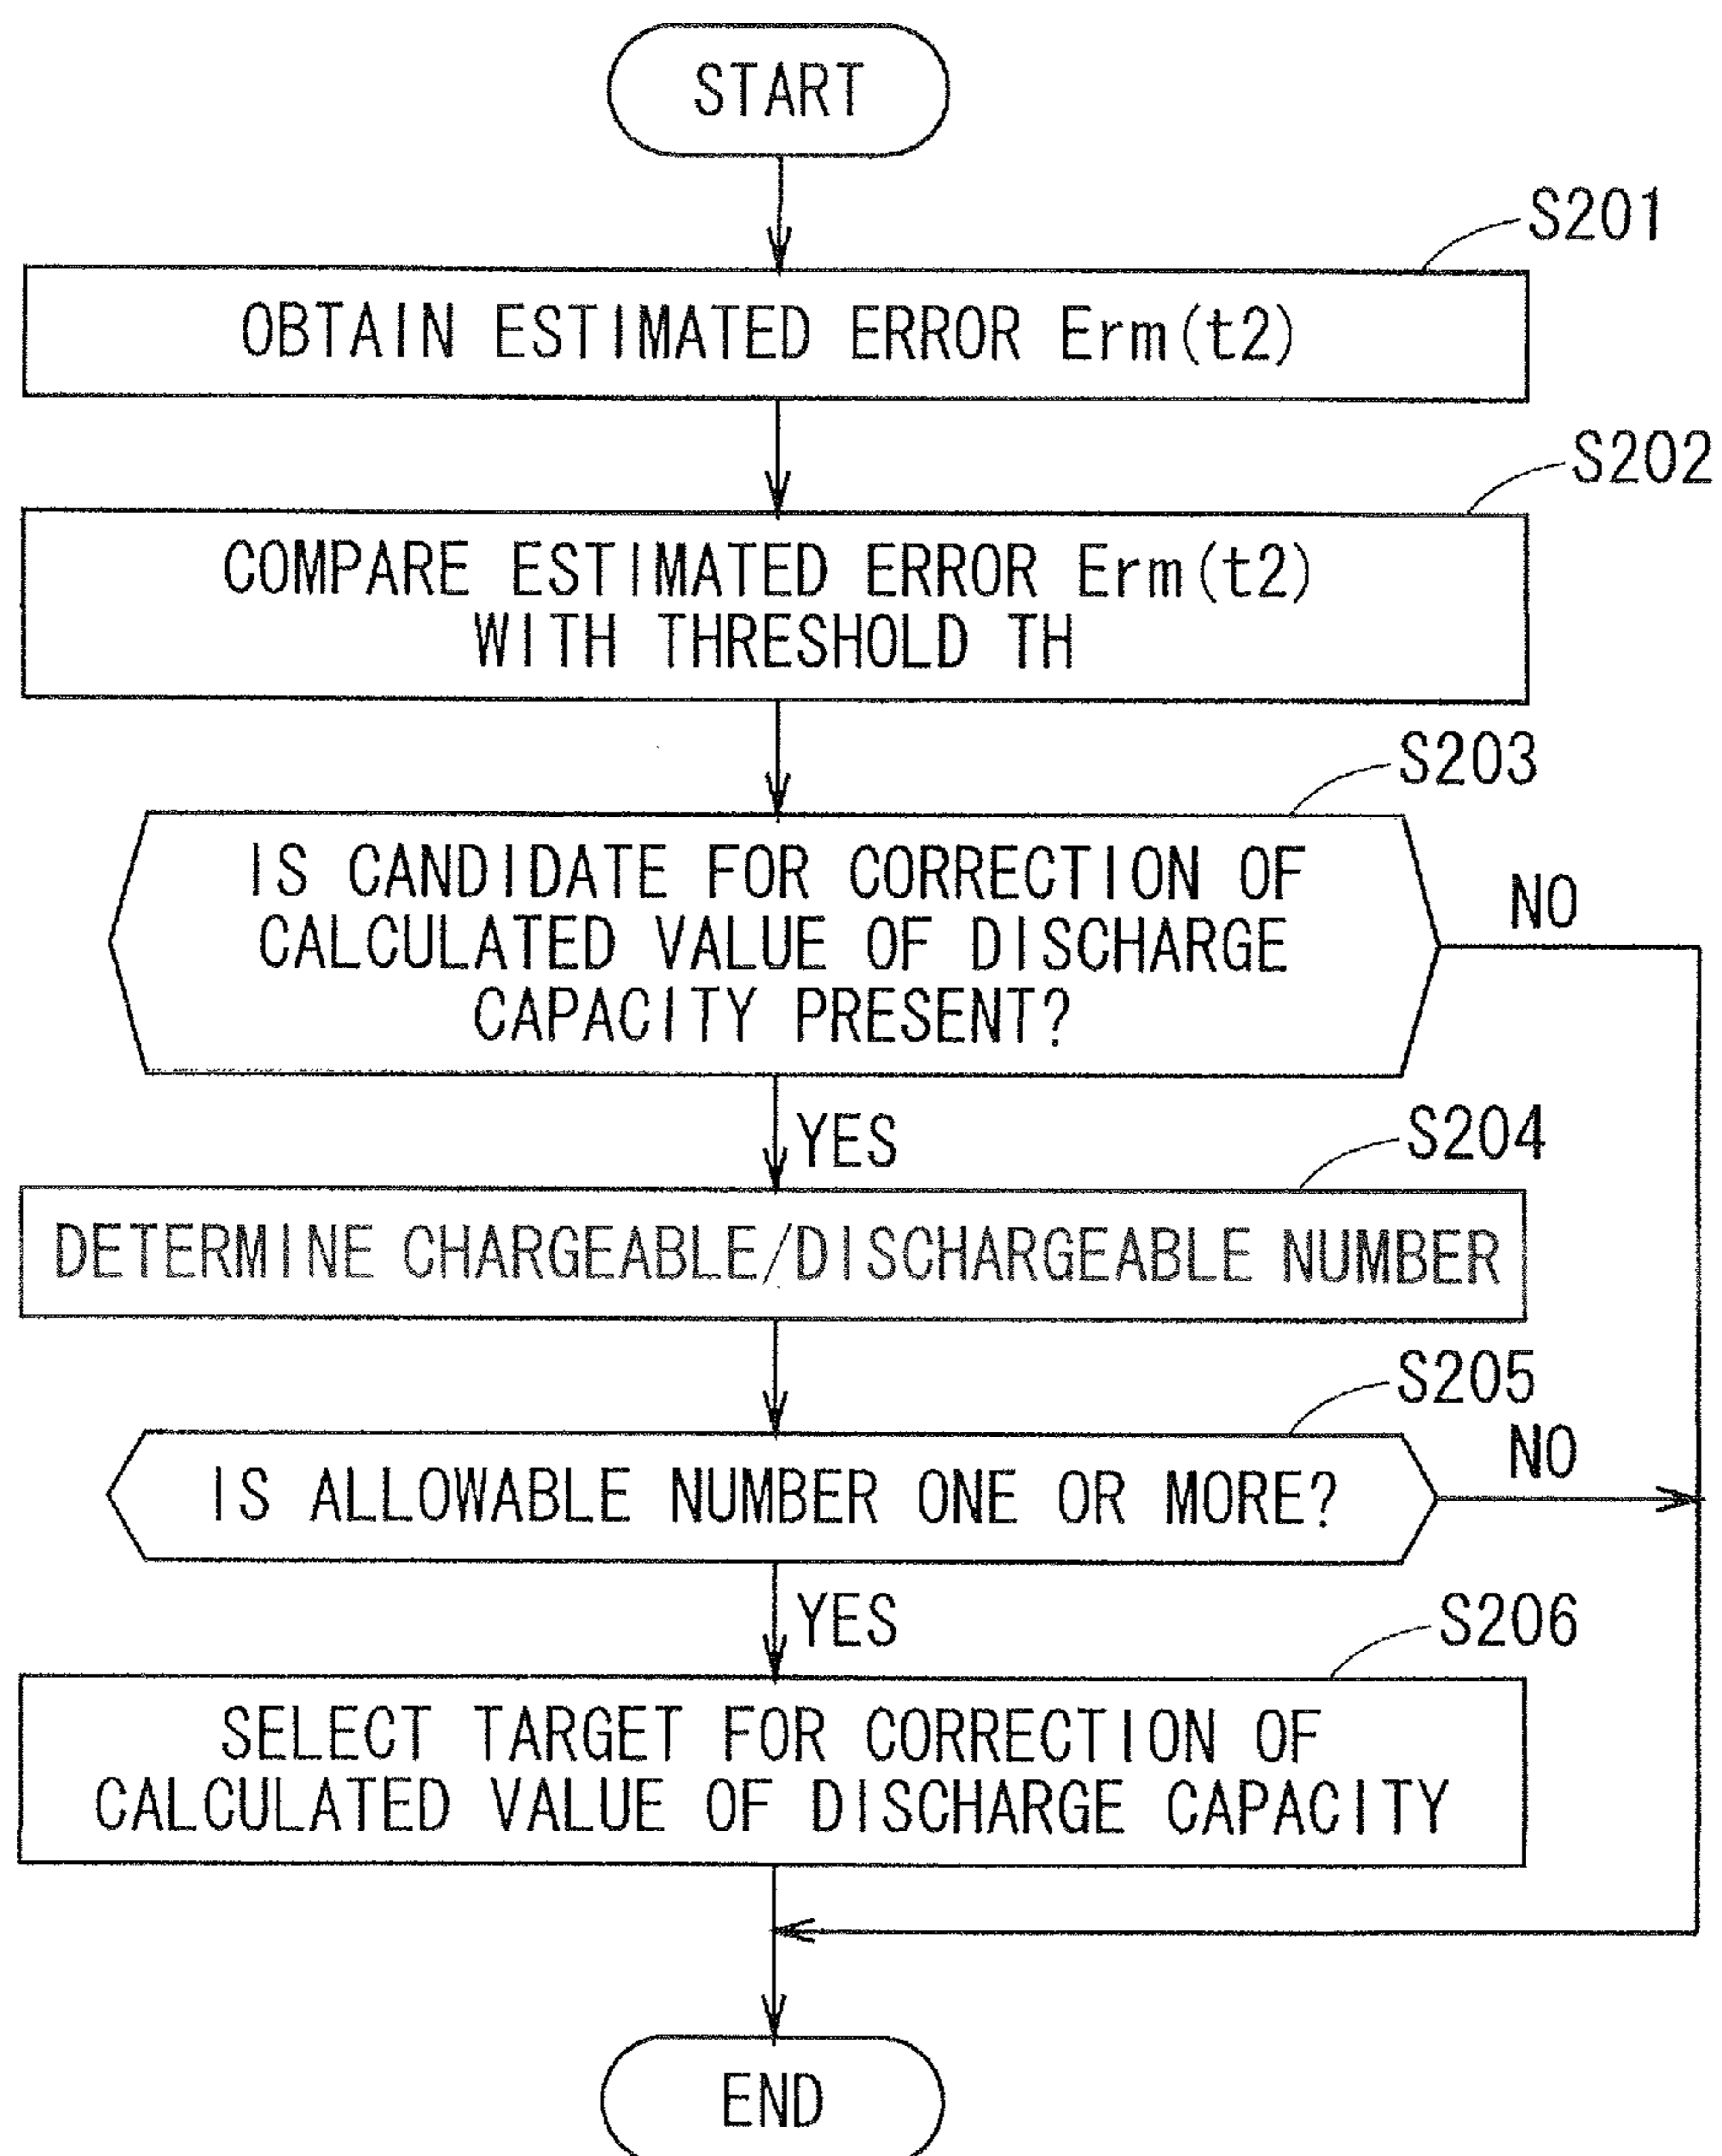 START
S201
OBTAIN ESTIMATED ERROR Erm(t2)
S202
COMPARE ESTIMATED ERROR Erm(t2)
WITH THRESHOLD TH
S203
IS CANDIDATE FOR CORRECTION OF
CALCULATED VALUE OF DISCHARGE
CAPACITY PRESENT?
NO
YES
S204
DETERMINE CHARGEABLE/DISCHARGEABLE NUMBER
S205
IS ALLOWABLE NUMBER ONE OR MORE?
NO
YES
S206
SELECT TARGET FOR CORRECTION OF
CALCULATED VALUE OF DISCHARGE CAPACITY
END